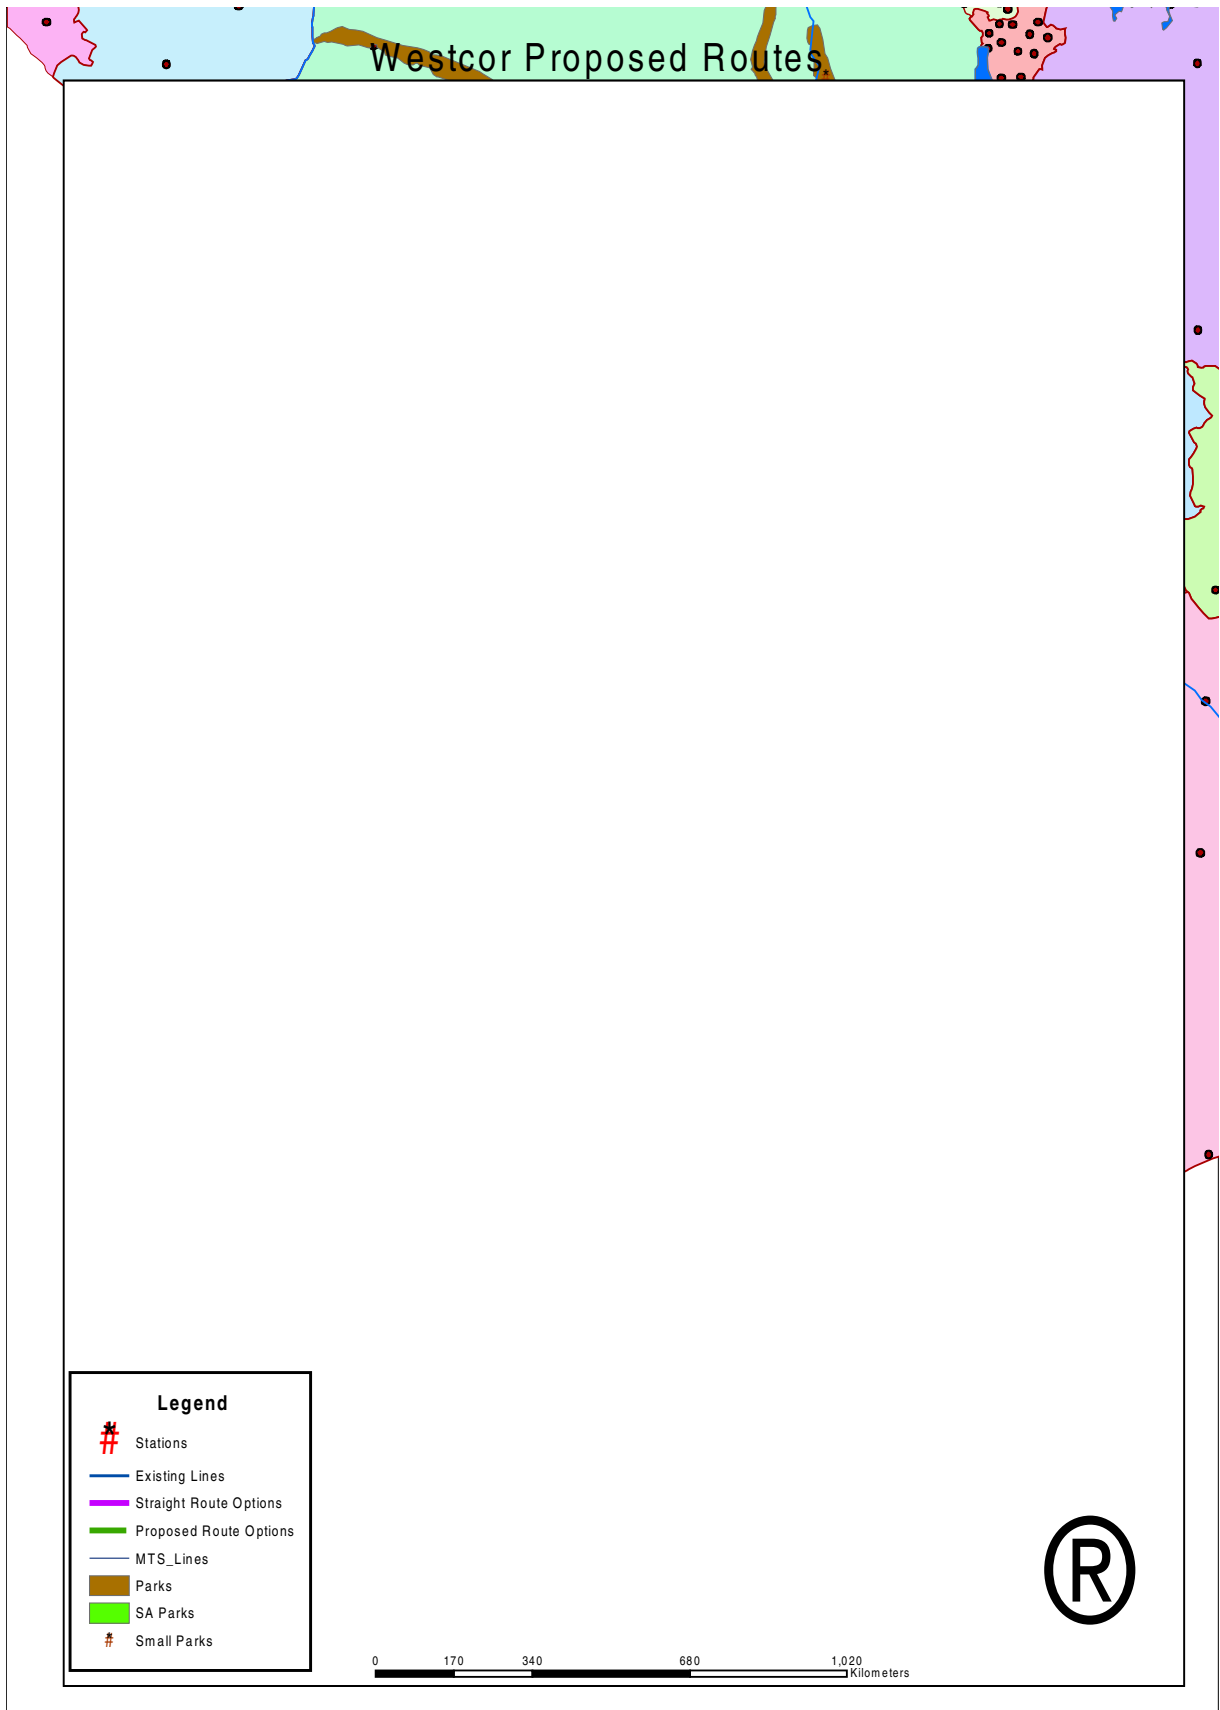 Westcor Proposed Routes
Legend
# Stations
Existing Lines
Straight Route Options
Proposed Route Options
MTS_Lines
Parks
SA Parks
# Small Parks
®
0 170 340 680 1,020
Kilometers